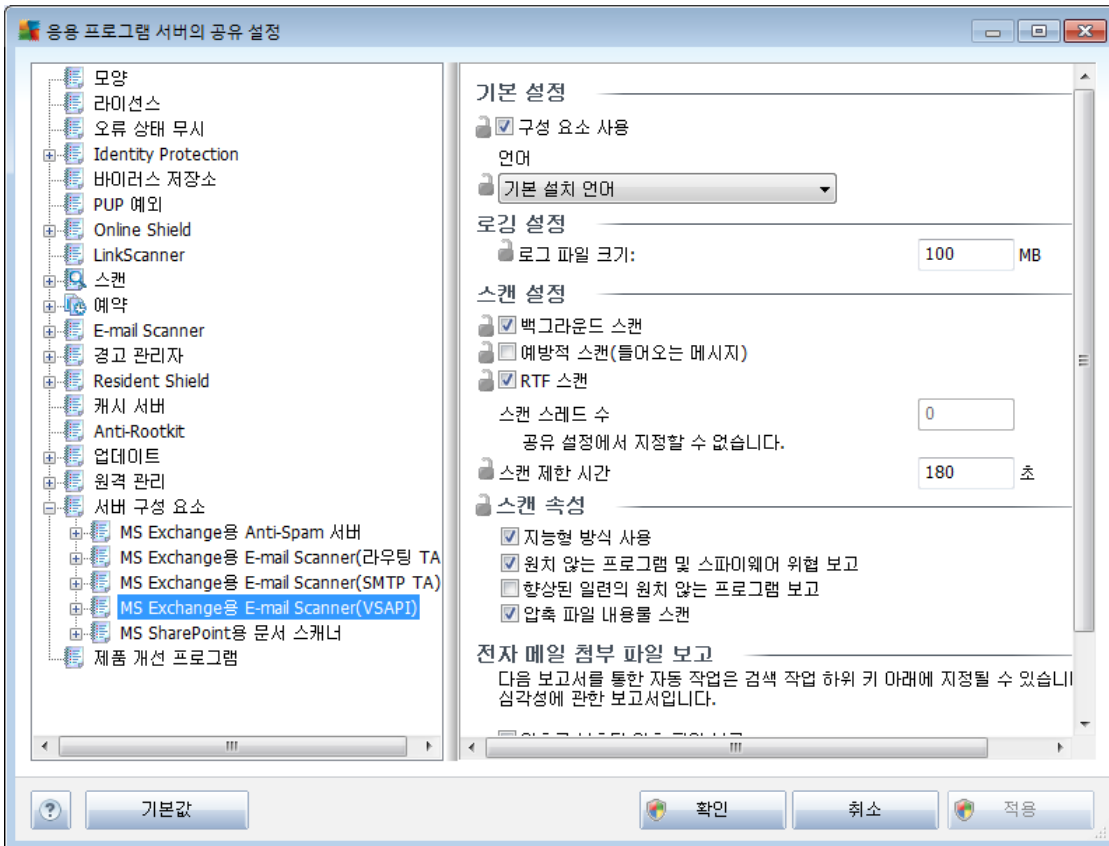 응용 프로그램 서버의 공유 설정
모양
라이선스
오류 상태 무시
Identity Protection
바이러스 저장소
PUP 예외
Online Shield
LinkScanner
스캔
예약
E-mail Scanner
경고 관리자
Resident Shield
캐시 서버
Anti-Rootkit
업데이트
원격 관리
서버 구성 요소
MS Exchange용 Anti-Spam 서버
MS Exchange용 E-mail Scanner(라우팅 TA
MS Exchange용 E-mail Scanner(SMTP TA)
MS Exchange용 E-mail Scanner(VSAPI)
MS SharePoint용 문서 스캐너
제품 개선 프로그램
기본 설정
구성 요소 사용
언어
기본 설치 언어
로깅 설정
로그 파일 크기: 100 MB
스캔 설정
백그라운드 스캔
예방적 스캔(들어오는 메시지)
RTF 스캔
스캔 스레드 수 0
공유 설정에서 지정할 수 없습니다.
스캔 제한 시간 180 초
스캔 속성
지능형 방식 사용
원치 않는 프로그램 및 스파이웨어 위협 보고
향상된 일련의 원치 않는 프로그램 보고
압축 파일 내용물 스캔
전자 메일 첨부 파일 보고
다음 보고서를 통한 자동 작업은 검색 작업 하위 키 아래에 지정될 수 있습니
심각성에 관한 보고서입니다.
기본값 확인 취소 적용